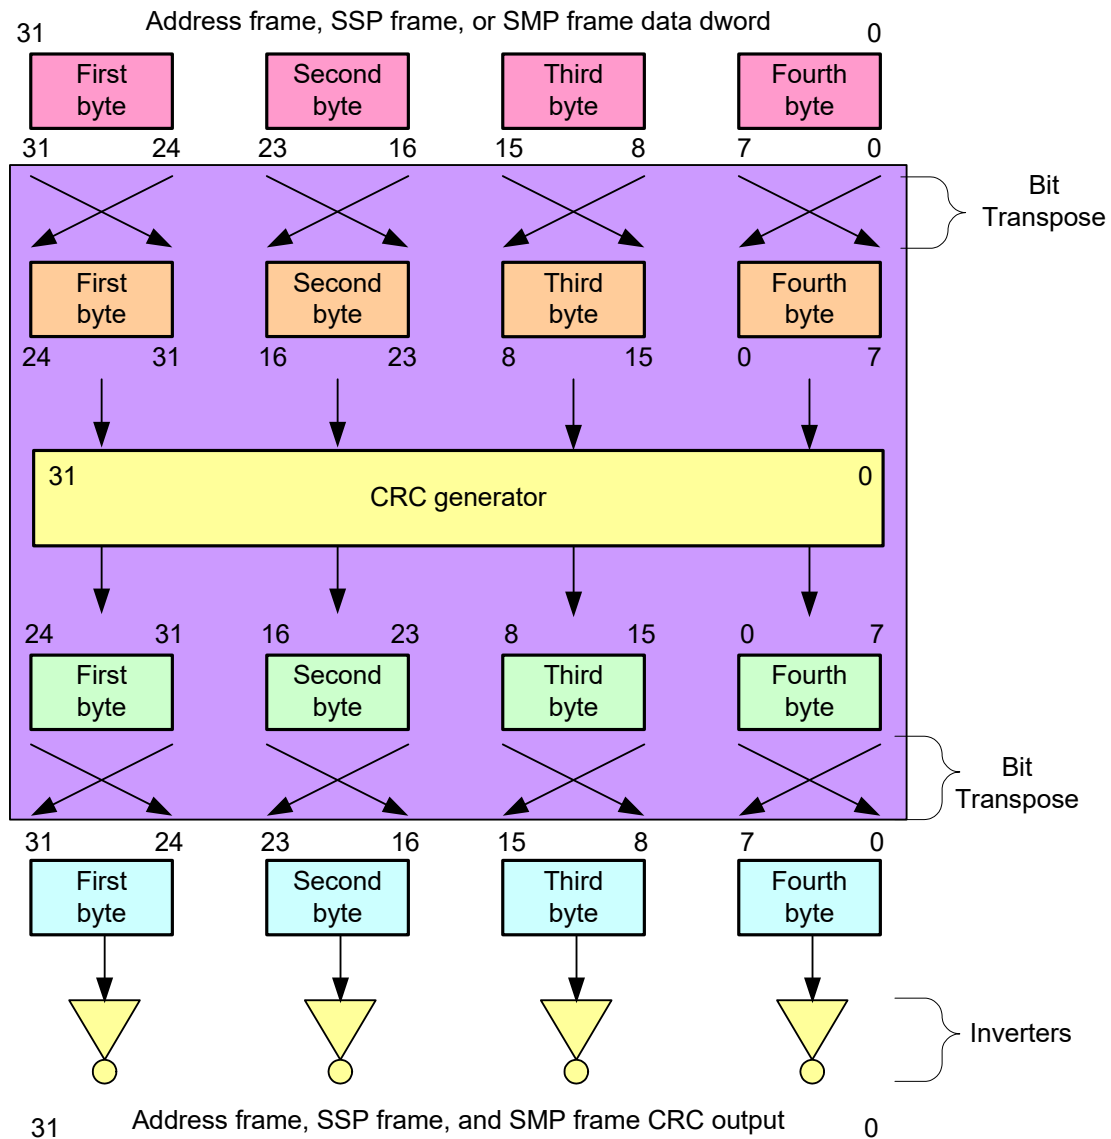 Address frame, SSP frame, or SMP frame data dword
31 0
First Second Third Fourth
byte byte byte byte
31 24 23 16 15 8 7 0
Bit
Transpose
First Second Third Fourth
byte byte byte byte
24 31 16 23 8 15 0 7
31 0
CRC generator
24 31 16 23 8 15 0 7
First Second Third Fourth
byte byte byte byte
Bit
Transpose
31 24 23 16 15 8 7 0
First Second Third Fourth
byte byte byte byte
Inverters
Address frame, SSP frame, and SMP frame CRC output
31 0